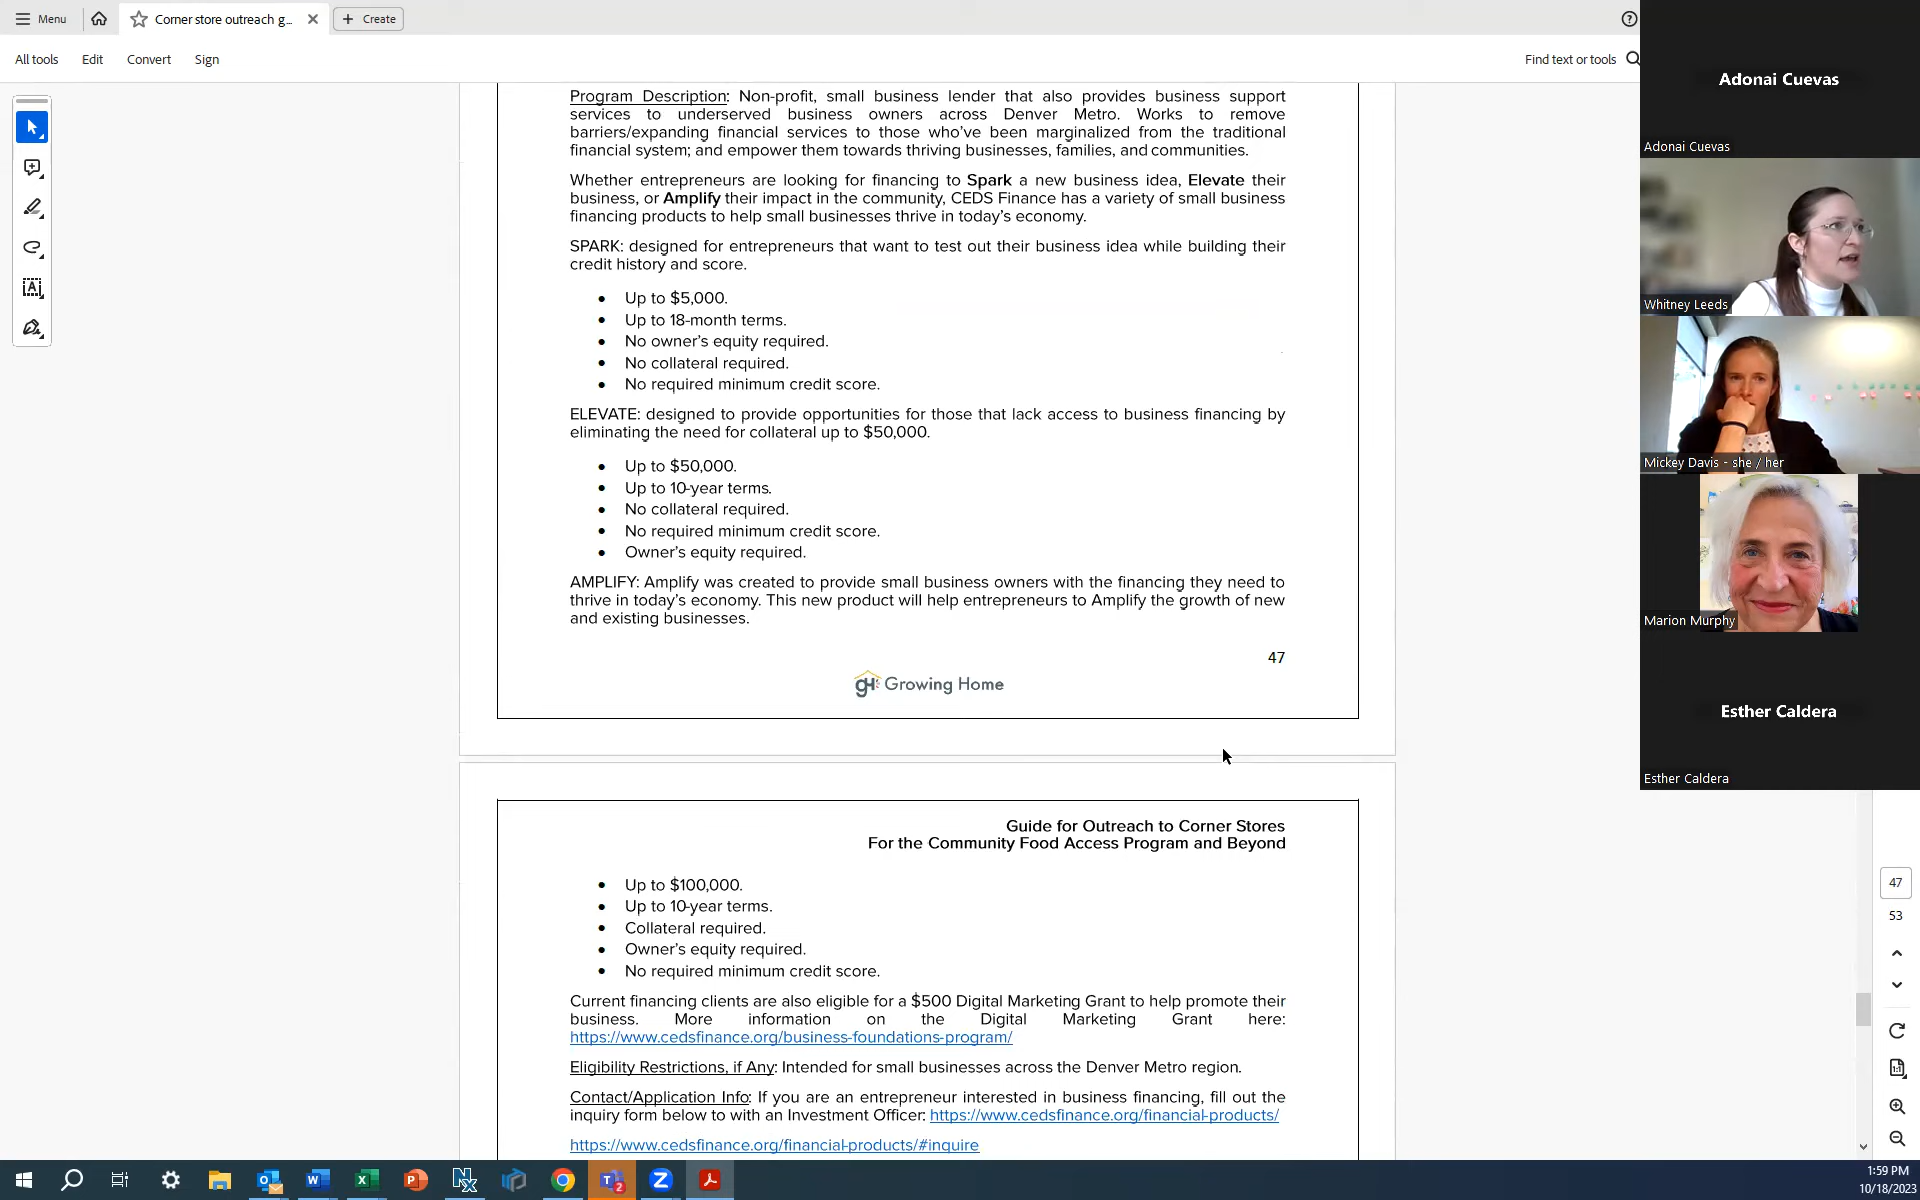 Menu
Corner store outreach g...
Create
All tools
Edit
Convert
Sign
Find text or tools
Program Description: Non-profit, small business lender that also provides business support
services to underserved business owners across Denver Metro. Works to remove
barriers/expanding financial services to those who've been marginalized from the traditional
financial system; and empower them towards thriving businesses, families, and communities.
Whether entrepreneurs are looking for financing to Spark a new business idea, Elevate their
business, or Amplify their impact in the community, CEDS Finance has a variety of small business
financing products to help small businesses thrive in today's economy.
SPARK: designed for entrepreneurs that want to test out their business idea while building their
credit history and score.
• Up to $5,000.
• Up to 18-month terms.
• No owner's equity required.
• No collateral required.
• No required minimum credit score.
ELEVATE: designed to provide opportunities for those that lack access to business financing by
eliminating the need for collateral up to $50,000.
• Up to $50,000.
• Up to 10-year terms.
• No collateral required.
• No required minimum credit score.
• Owner's equity required.
AMPLIFY: Amplify was created to provide small business owners with the financing they need to
thrive in today's economy. This new product will help entrepreneurs to Amplify the growth of new
and existing businesses.
47
gH Growing Home
Guide for Outreach to Corner Stores
For the Community Food Access Program and Beyond
• Up to $100,000.
• Up to 10-year terms.
• Collateral required.
• Owner's equity required.
• No required minimum credit score.
Current financing clients are also eligible for a $500 Digital Marketing Grant to help promote their
business. More information on the Digital Marketing Grant here:
https://www.cedsfinance.org/business-foundations-program/
Eligibility Restrictions, if Any: Intended for small businesses across the Denver Metro region.
Contact/Application Info: If you are an entrepreneur interested in business financing, fill out the
inquiry form below to with an Investment Officer: https://www.cedsfinance.org/financial-products/
https://www.cedsfinance.org/financial-products/#inquire
Adonai Cuevas
Adonai Cuevas
Whitney Leeds
Mickey Davis - she / her
Marion Murphy
Esther Caldera
Esther Caldera
47
53
1:1
1:59 PM
10/18/2023